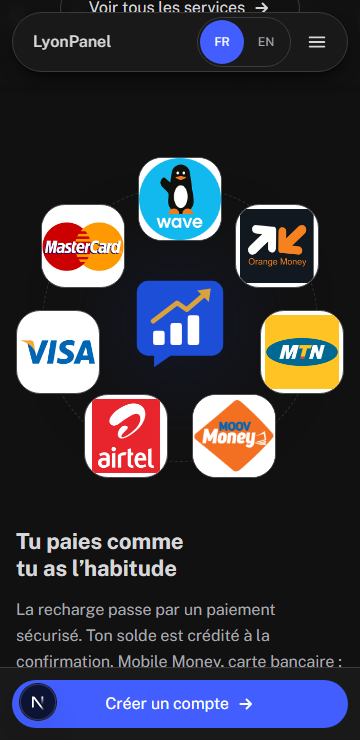 Voir tous les services →
LyonPanel
FR
EN
wave
MasterCard
Orange Money
VISA
MTN
airtel
MOOV
Money
Tu paies comme
tu as l’habitude
La recharge passe par un paiement
sécurisé. Ton solde est crédité à la
confirmation. Mobile Money, carte bancaire :
N
Créer un compte →